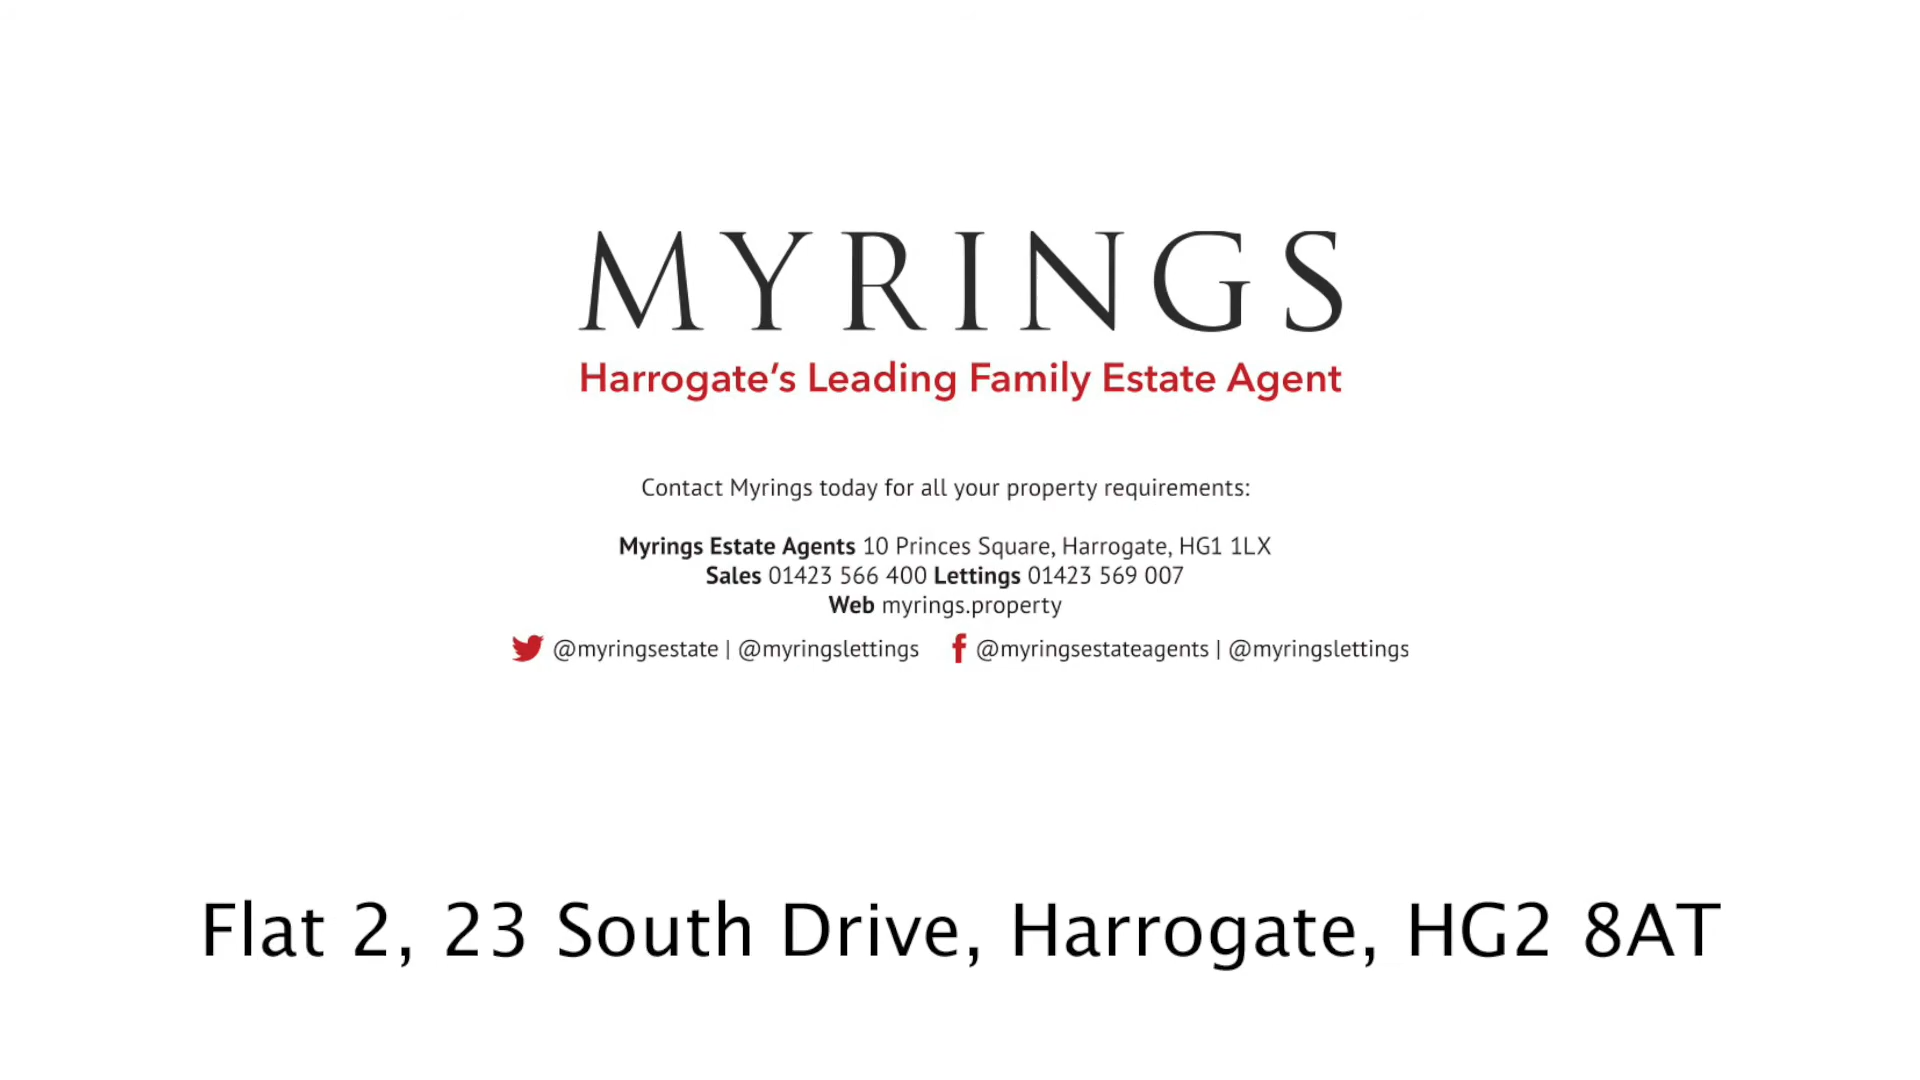 MYRINGS
Harrogate’s Leading Family Estate Agent
Contact Myrings today for all your property requirements:
Myrings Estate Agents 10 Princes Square, Harrogate, HG1 1LX
Sales 01423 566 400 Lettings 01423 569 007
Web myrings.property
@myringsestate | @myringslettings @myringsestateagents | @myringslettings
Flat 2, 23 South Drive, Harrogate, HG2 8AT